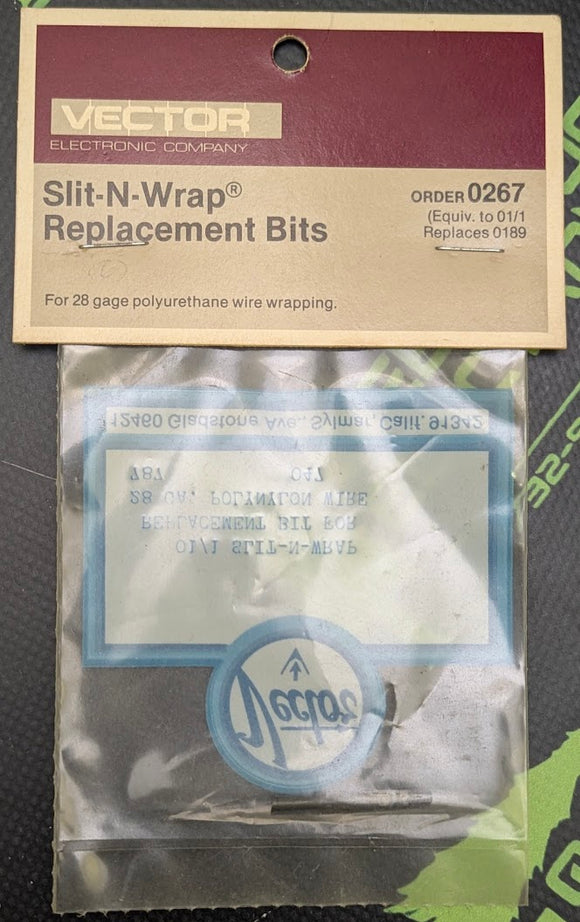 VECTOR
ELECTRONIC COMPANY
Slit-N-Wrap®
Replacement Bits
ORDER 0267
(Equiv. to 01/1
Replaces 0189
For 28 gage polyurethane wire wrapping.
Vector
01/1 SLIT-N-WRAP
REPLACEMENT BIT FOR
28 GA. POLYNYLON WIRE
787 047
12460 Gladstone Ave., Sylmar, Calif. 91342